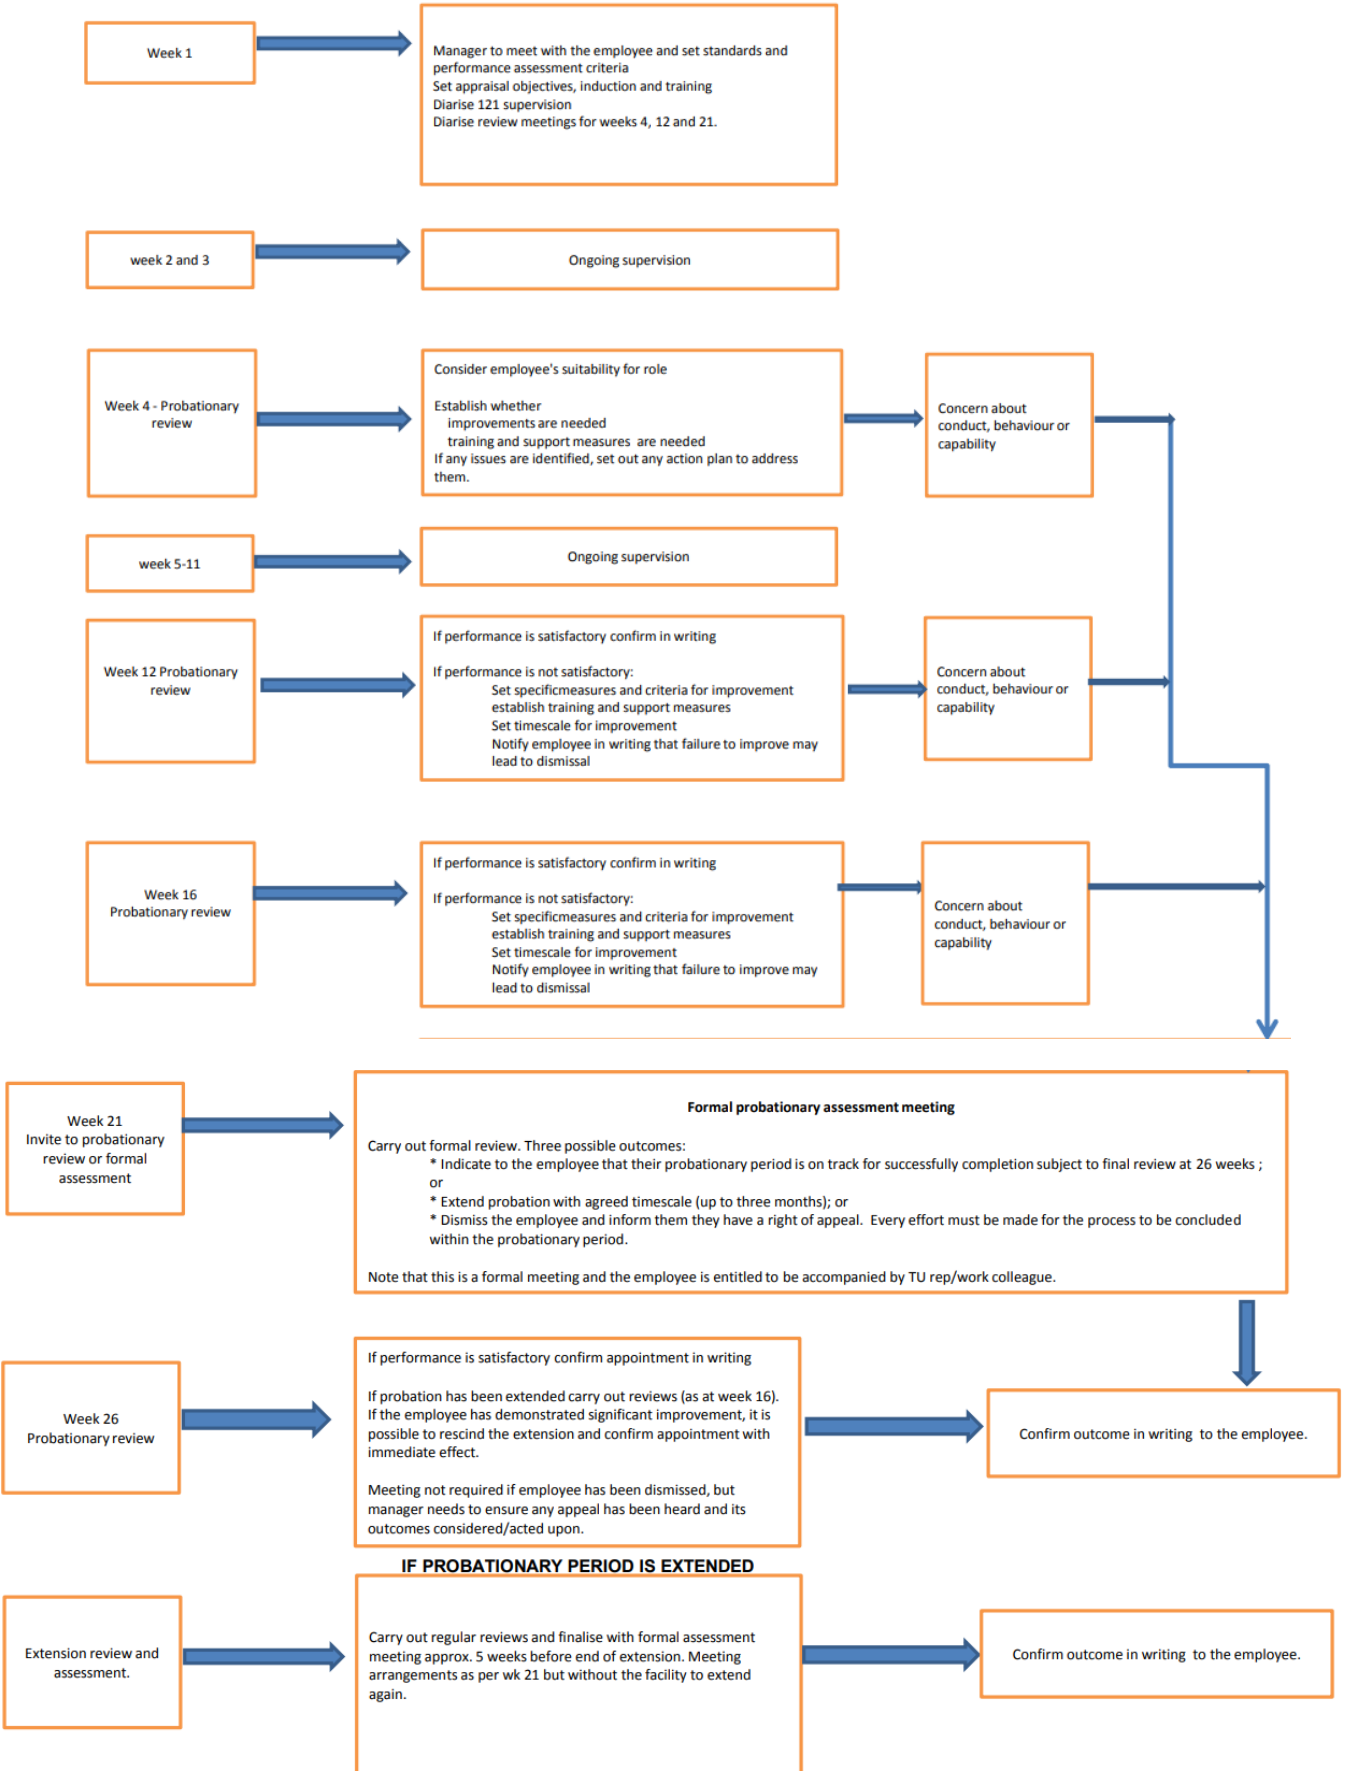 Week 1
Manager to meet with the employee and set standards and
performance assessment criteria
Set appraisal objectives, induction and training
Diarise 121 supervision
Diarise review meetings for weeks 4, 12 and 21.
week 2 and 3
Ongoing supervision
Week 4 - Probationary
review
Consider employee's suitability for role
Establish whether
improvements are needed
training and support measures are needed
If any issues are identified, set out any action plan to address
them.
Concern about
conduct, behaviour or
capability
week 5-11
Ongoing supervision
Week 12 Probationary
review
If performance is satisfactory confirm in writing
If performance is not satisfactory:
Set specificmeasures and criteria for improvement
establish training and support measures
Set timescale for improvement
Notify employee in writing that failure to improve may
lead to dismissal
Concern about
conduct, behaviour or
capability
Week 16
Probationary review
If performance is satisfactory confirm in writing
If performance is not satisfactory:
Set specificmeasures and criteria for improvement
establish training and support measures
Set timescale for improvement
Notify employee in writing that failure to improve may
lead to dismissal
Concern about
conduct, behaviour or
capability
Week 21
Invite to probationary
review or formal
assessment
Formal probationary assessment meeting
Carry out formal review. Three possible outcomes:
* Indicate to the employee that their probationary period is on track for successfully completion subject to final review at 26 weeks ;
or
* Extend probation with agreed timescale (up to three months); or
* Dismiss the employee and inform them they have a right of appeal. Every effort must be made for the process to be concluded
within the probationary period.
Note that this is a formal meeting and the employee is entitled to be accompanied by TU rep/work colleague.
Week 26
Probationary review
If performance is satisfactory confirm appointment in writing
If probation has been extended carry out reviews (as at week 16).
If the employee has demonstrated significant improvement, it is
possible to rescind the extension and confirm appointment with
immediate effect.
Meeting not required if employee has been dismissed, but
manager needs to ensure any appeal has been heard and its
outcomes considered/acted upon.
Confirm outcome in writing to the employee.
IF PROBATIONARY PERIOD IS EXTENDED
Extension review and
assessment.
Carry out regular reviews and finalise with formal assessment
meeting approx. 5 weeks before end of extension. Meeting
arrangements as per wk 21 but without the facility to extend
again.
Confirm outcome in writing to the employee.